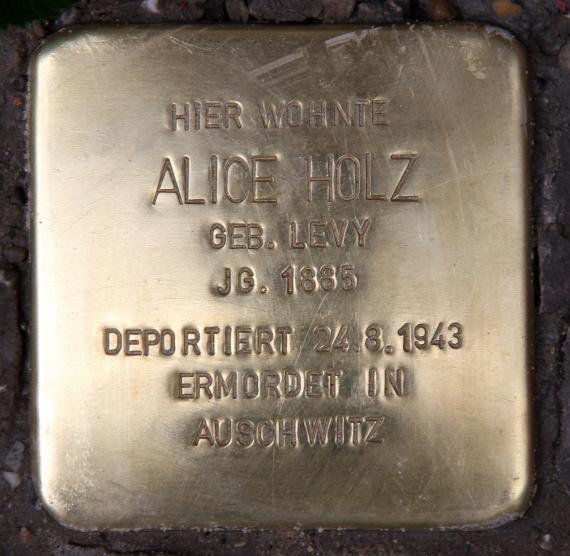 HIER WOHNTE
ALICE HOLZ
GEB. LEVY
JG. 1885
DEPORTIERT 24.8.1943
ERMORDET IN
AUSCHWITZ